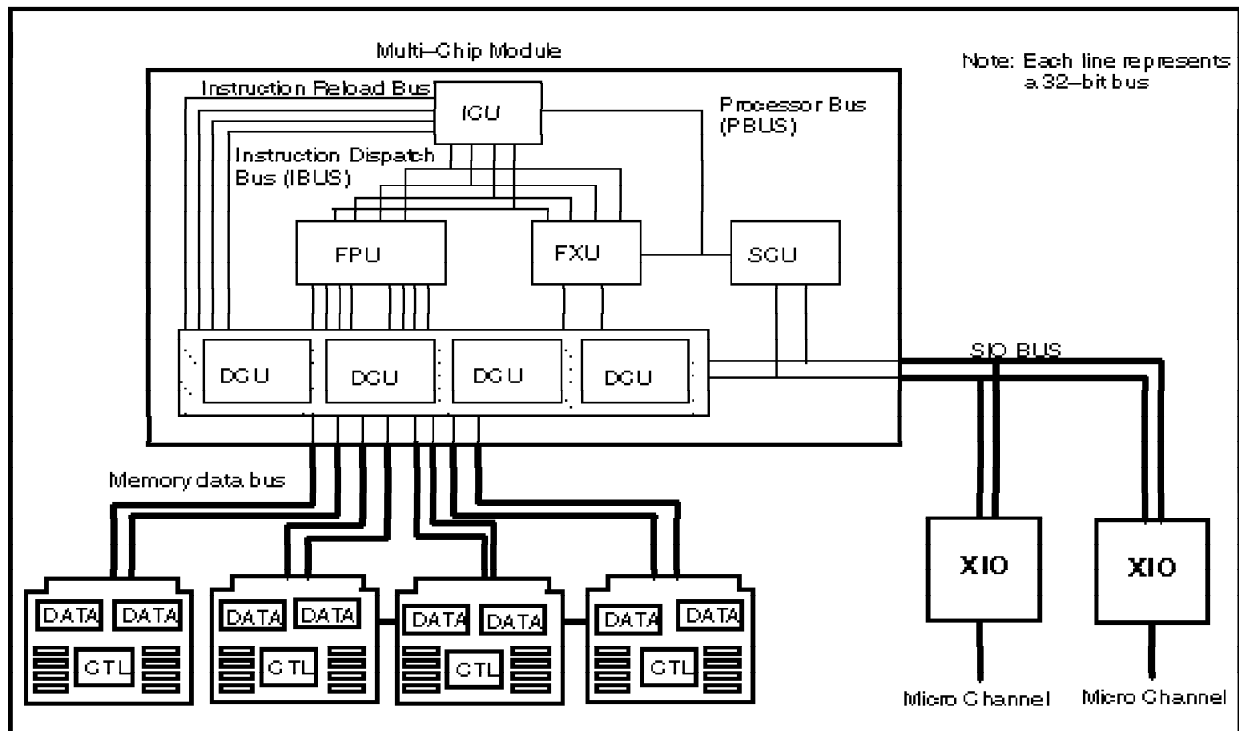 Multi–Chip Module
Note: Each line represents
a 32–bit bus
Instruction Reload Bus
ICU
Processor Bus
(PBUS)
Instruction Dispatch
Bus (IBUS)
FPU
FXU
SCU
DCU
DCU
DCU
DCU
SIO BUS
Memory data bus
XIO
XIO
DATA
DATA
DATA
DATA
DATA
DATA
DATA
DATA
CTL
CTL
CTL
CTL
Micro Channel
Micro Channel